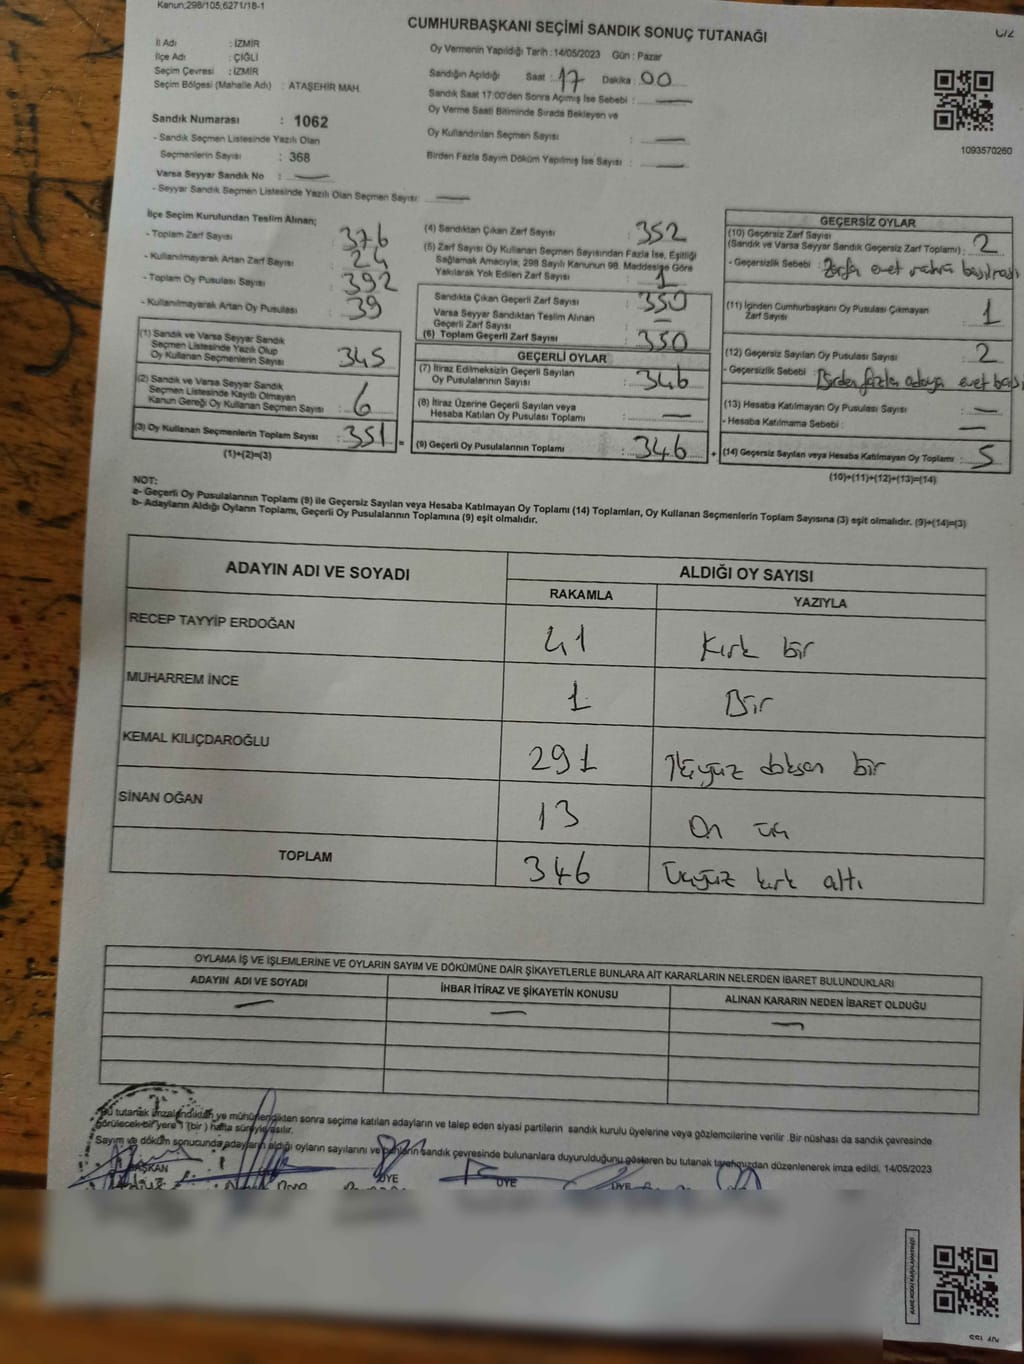 Kanun;298/105;6271/18-1
CUMHURBAŞKANI SEÇİMİ SANDIK SONUÇ TUTANAĞI
İl Adı : İZMİR
İlçe Adı : ÇİĞLİ
Seçim Çevresi : İZMİR
Seçim Bölgesi (Mahalle Adı) : ATAŞEHİR MAH.
Sandık Numarası : 1062
- Sandık Seçmen Listesinde Yazılı Olan
Seçmenlerin Sayısı : 368
Varsa Seyyar Sandık No : —
- Seyyar Sandık Seçmen Listesinde Yazılı Olan Seçmen Sayısı : —
Oy Vermenin Yapıldığı Tarih : 14/05/2023 Gün : Pazar
Sandığın Açıldığı Saat : 17 Dakika : 00
Sandık Saat 17:00'den Sonra Açımış İse Sebebi : —
Oy Verme Saati Bitiminde Sırada Bekleyen ve
Oy Kullandırılan Seçmen Sayısı : —
Birden Fazla Sayım Döküm Yapılmış İse Sayısı : —
1093570260
İlçe Seçim Kurulundan Teslim Alınan;
- Toplam Zarf Sayısı : 376
- Kullanılmayarak Artan Zarf Sayısı : 24
- Toplam Oy Pusulası Sayısı : 392
- Kullanılmayarak Artan Oy Pusulası : 39
(1) Sandık ve Varsa Seyyar Sandık
Seçmen Listesinde Yazılı Olup
Oy Kullanan Seçmenlerin Sayısı : 345
(2) Sandık ve Varsa Seyyar Sandık
Seçmen Listesinde Kayıtlı Olmayan
Kanun Gereği Oy Kullanan Seçmen Sayısı : 6
(3) Oy Kullanan Seçmenlerin Toplam Sayısı : 351 =
(1)+(2)=(3)
(4) Sandıktan Çıkan Zarf Sayısı : 352
(5) Zarf Sayısı Oy Kullanan Seçmen Sayısından Fazla İse, Eşitliği
Sağlamak Amacıyla; 298 Sayılı Kanunun 98. Maddesine Göre
Yakılarak Yok Edilen Zarf Sayısı : 1
Sandıkta Çıkan Geçerli Zarf Sayısı : 350
Varsa Seyyar Sandıktan Teslim Alınan
Geçerli Zarf Sayısı : —
(6) Toplam Geçerli Zarf Sayısı : 350
GEÇERLİ OYLAR
(7) İtiraz Edilmeksizin Geçerli Sayılan
Oy Pusulalarının Sayısı : 346
(8) İtiraz Üzerine Geçerli Sayılan veya
Hesaba Katılan Oy Pusulası Toplamı : —
(9) Geçerli Oy Pusulalarının Toplamı : 346 +
GEÇERSİZ OYLAR
(10) Geçersiz Zarf Sayısı
(Sandık ve Varsa Seyyar Sandık Geçersiz Zarf Toplamı) : 2
- Geçersizlik Sebebi : Zarfa evet mührü basılması
(11) İçinden Cumhurbaşkanı Oy Pusulası Çıkmayan
Zarf Sayısı : 1
(12) Geçersiz Sayılan Oy Pusulası Sayısı : 2
- Geçersizlik Sebebi : Birden fazla adaya evet bas
(13) Hesaba Katılmayan Oy Pusulası Sayısı : —
- Hesaba Katılmama Sebebi : —
(14) Geçersiz Sayılan veya Hesaba Katılmayan Oy Toplamı : 5
(10)+(11)+(12)+(13)=(14)
NOT:
a- Geçerli Oy Pusulalarının Toplamı (9) ile Geçersiz Sayılan veya Hesaba Katılmayan Oy Toplamı (14) Toplamları, Oy Kullanan Seçmenlerin Toplam Sayısına (3) eşit olmalıdır. (9)+(14)=(3)
b- Adayların Aldığı Oyların Toplamı, Geçerli Oy Pusulalarının Toplamına (9) eşit olmalıdır.
ADAYIN ADI VE SOYADI ALDIĞI OY SAYISI
RAKAMLA YAZIYLA
RECEP TAYYİP ERDOĞAN 41 Kırk bir
MUHARREM İNCE 1 Bir
KEMAL KILIÇDAROĞLU 291 İkiyüz doksan bir
SİNAN OĞAN 13 On üç
TOPLAM 346 Üçyüz kırk altı
OYLAMA İŞ VE İŞLEMLERİNE VE OYLARIN SAYIM VE DÖKÜMÜNE DAİR ŞİKAYETLERLE BUNLARA AİT KARARLARIN NELERDEN İBARET BULUNDUKLARI
ADAYIN ADI VE SOYADI İHBAR İTİRAZ VE ŞİKAYETİN KONUSU ALINAN KARARIN NEDEN İBARET OLDUĞU
— — —
Bu tutanak imzalandıktan ve mühürlendikten sonra seçime katılan adayların ve talep eden siyasi partilerin sandık kurulu üyelerine veya gözlemcilerine verilir .Bir nüshası da sandık çevresinde
görülecek bir yere 1 (bir ) hafta süreyle asılır.
Sayım ve döküm sonucunda adayların aldığı oyların sayılarını ve bunların sandık çevresinde bulunanlara duyurulduğunu gösteren bu tutanak tarafımızdan düzenlenerek imza edildi. 14/05/2023
BAŞKAN ÜYE ÜYE ÜYE